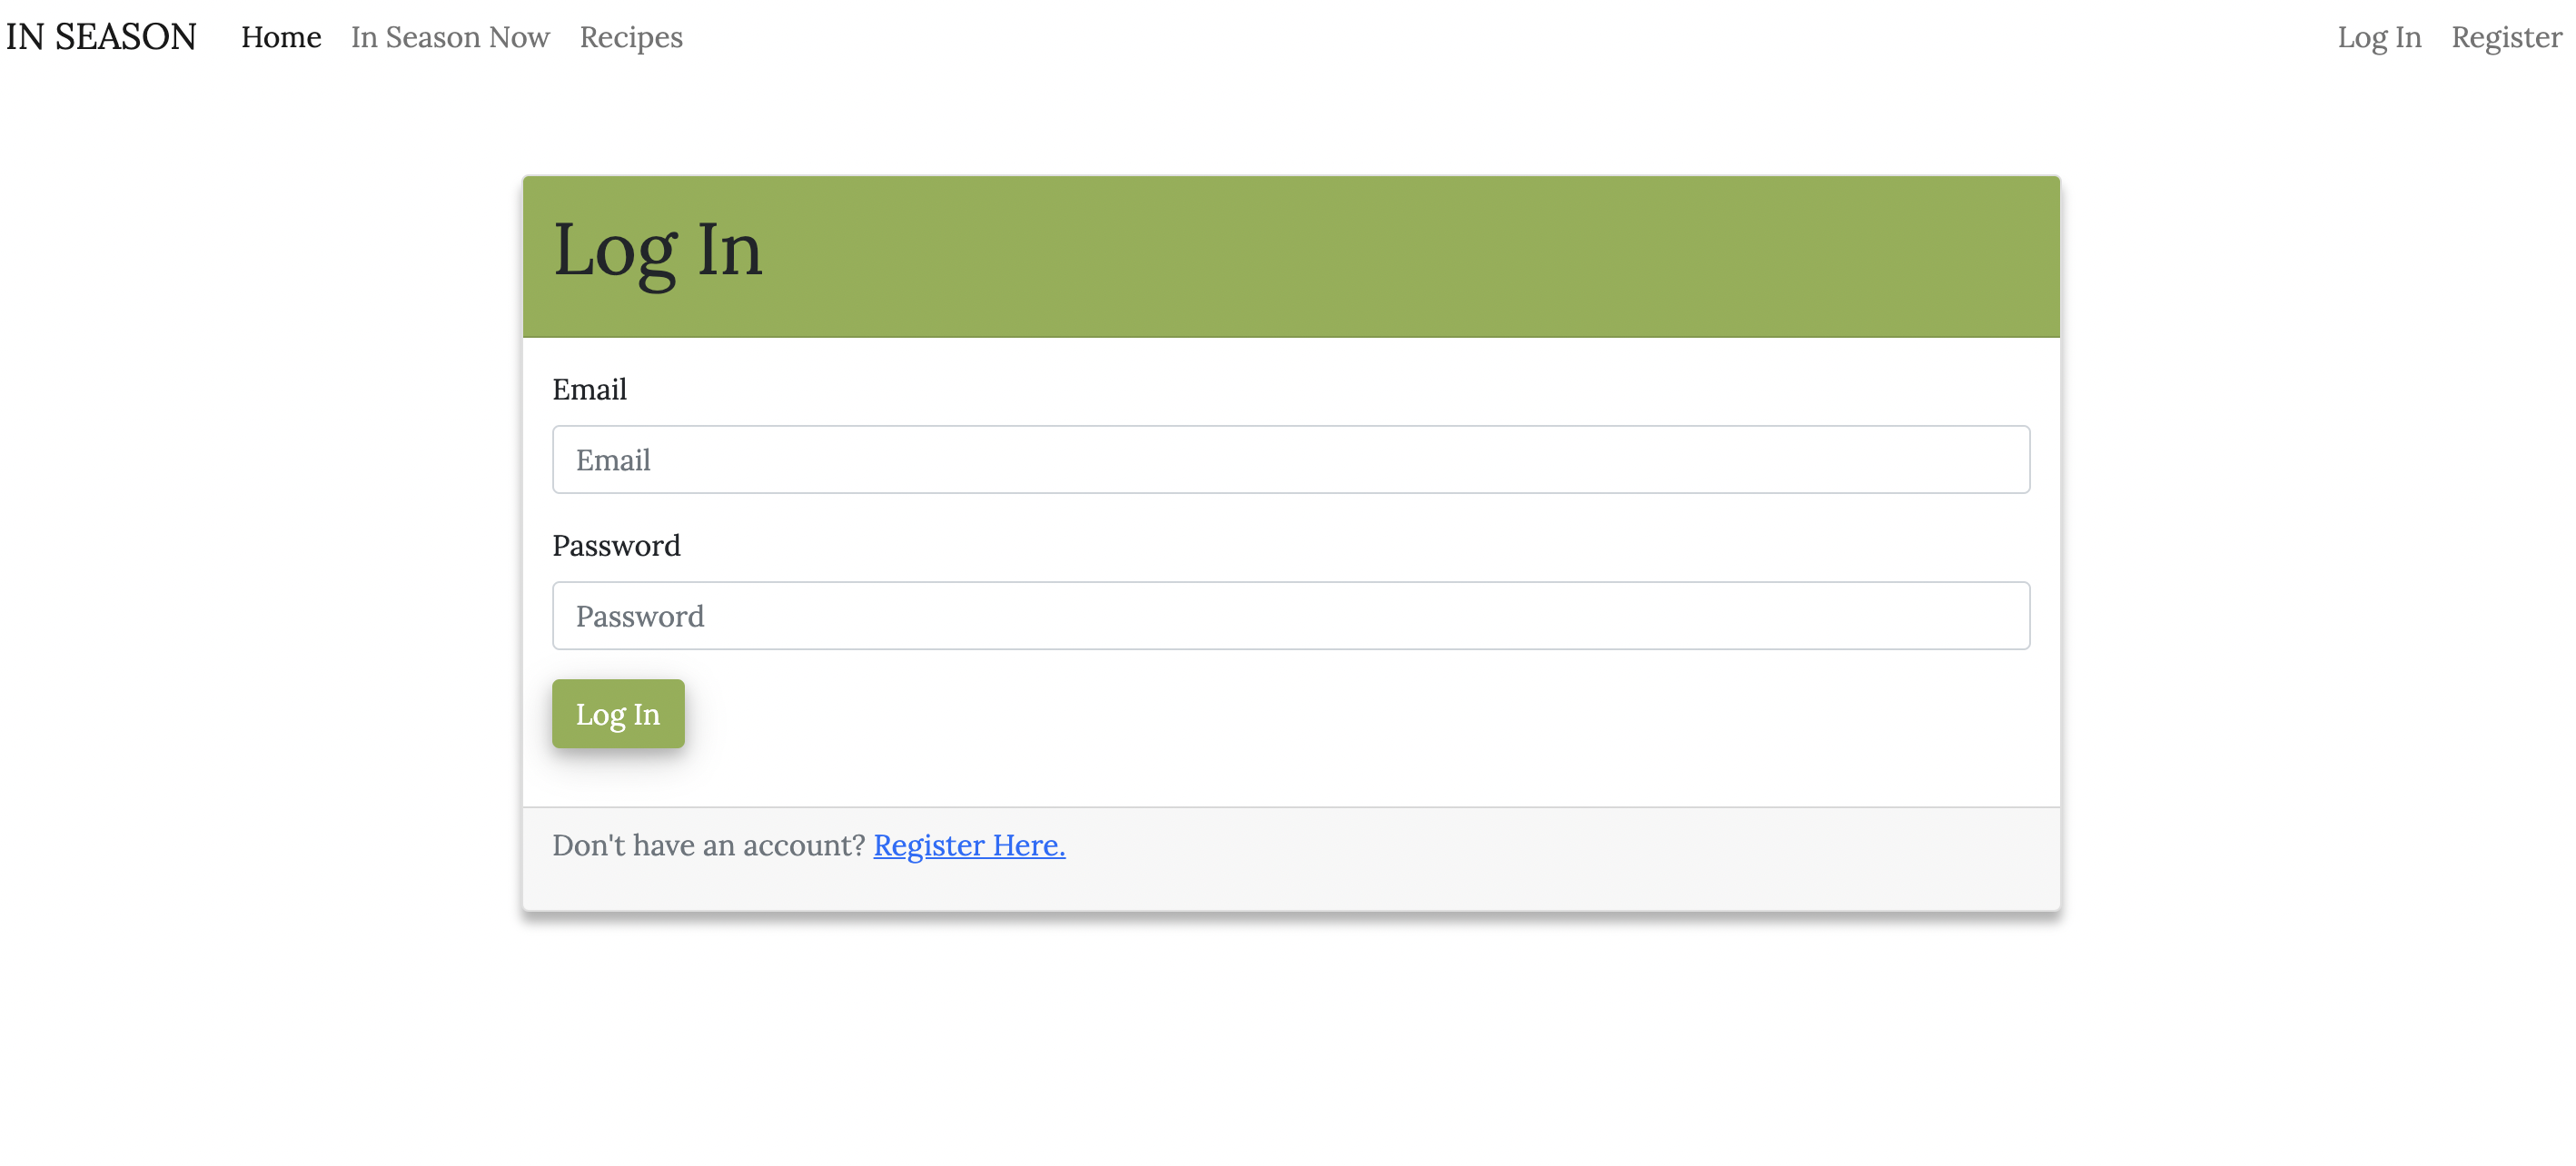 IN SEASON Home In Season Now Recipes Log In Register
Log In
Email
Email
Password
Password
Log In
Don't have an account? Register Here.